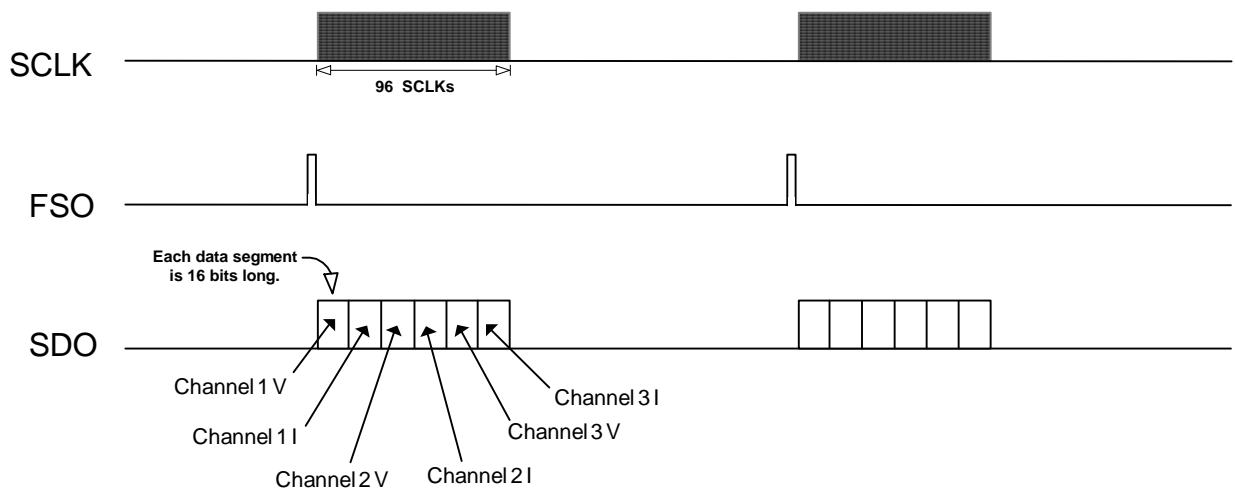 SCLK
96 SCLKs
FSO
Each data segment
is 16 bits long.
SDO
Channel 1 V
Channel 1 I
Channel 2 V
Channel 2 I
Channel 3 V
Channel 3 I